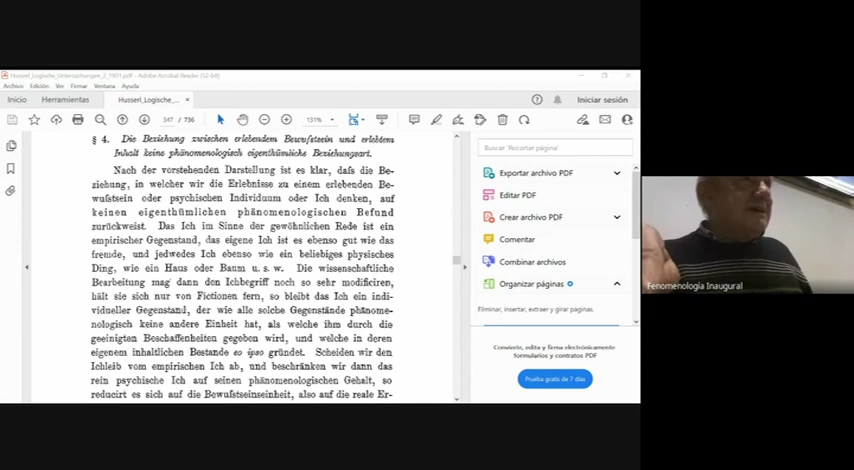 Husserl_Logische_Untersuchungen_2_1901.pdf - Adobe Acrobat Reader (32-bit)
Archivo Edición Ver Firmar Ventana Ayuda
Inicio Herramientas Husserl_Logische_... × Iniciar sesión
347 / 736 131%
§ 4. Die Beziehung zwischen erlebendem Bewufstsein und erlebtem
Inhalt keine phänomenologisch eigenthümliche Beziehungsart.
Nach der vorstehenden Darstellung ist es klar, dafs die Be-
ziehung, in welcher wir die Erlebnisse zu einem erlebenden Be-
wufstsein oder psychischen Individuum oder Ich denken, auf
keinen eigenthümlichen phänomenologischen Befund
zurückweist. Das Ich im Sinne der gewöhnlichen Rede ist ein
empirischer Gegenstand, das eigene Ich ist es ebenso gut wie das
fremde, und jedwedes Ich ebenso wie ein beliebiges physisches
Ding, wie ein Haus oder Baum u. s. w. Die wissenschaftliche
Bearbeitung mag dann den Ichbegriff noch so sehr modificiren,
hält sie sich nur von Fictionen fern, so bleibt das Ich ein indi-
vidueller Gegenstand, der wie alle solche Gegenstände phänome-
nologisch keine andere Einheit hat, als welche ihm durch die
geeinigten Beschaffenheiten gegeben wird, und welche in deren
eigenem inhaltlichen Bestande eo ipso gründet. Scheiden wir den
Ichleib vom empirischen Ich ab, und beschränken wir dann das
rein psychische Ich auf seinen phänomenologischen Gehalt, so
reducirt es sich auf die Bewufstseinseinheit, also auf die reale Er-
Buscar 'Recortar página'
Exportar archivo PDF
Editar PDF
Crear archivo PDF
Comentar
Combinar archivos
Organizar páginas
Eliminar, insertar, extraer y girar páginas.
Convierte, edita y firma electrónicamente
formularios y contratos PDF
Prueba gratis de 7 días
Fenomenología Inaugural